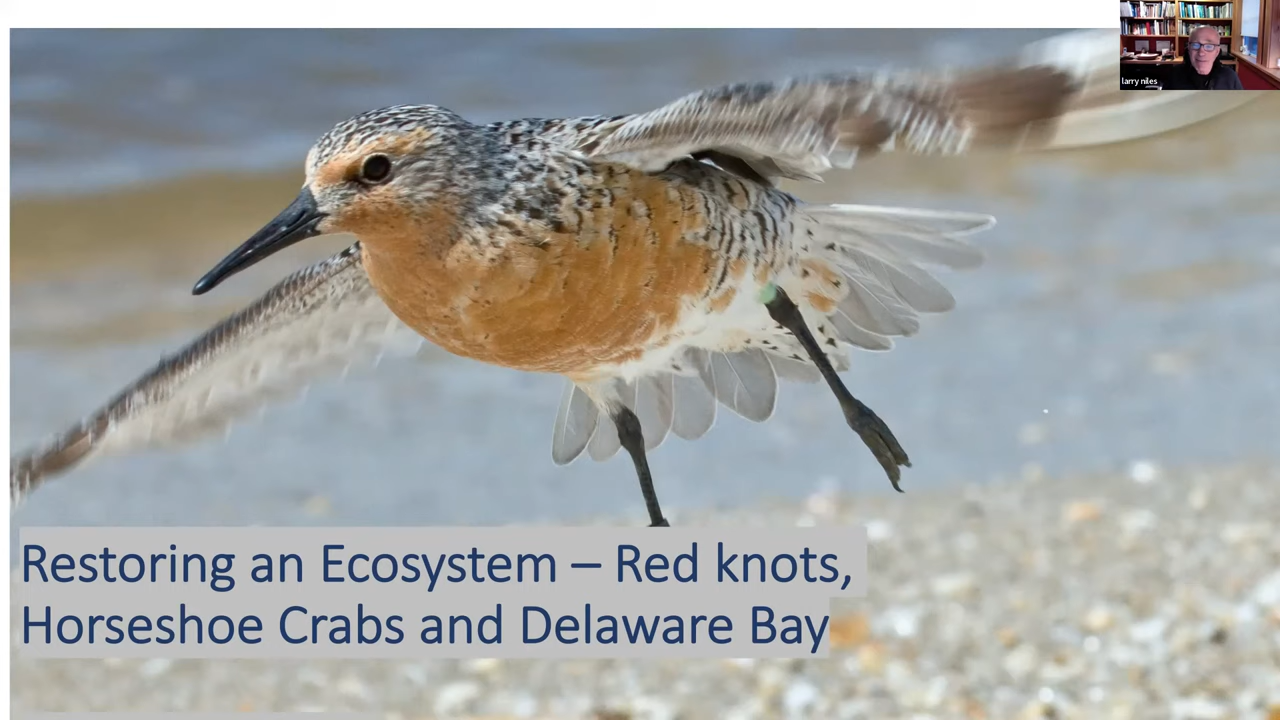 larry niles
Restoring an Ecosystem – Red knots,
Horseshoe Crabs and Delaware Bay